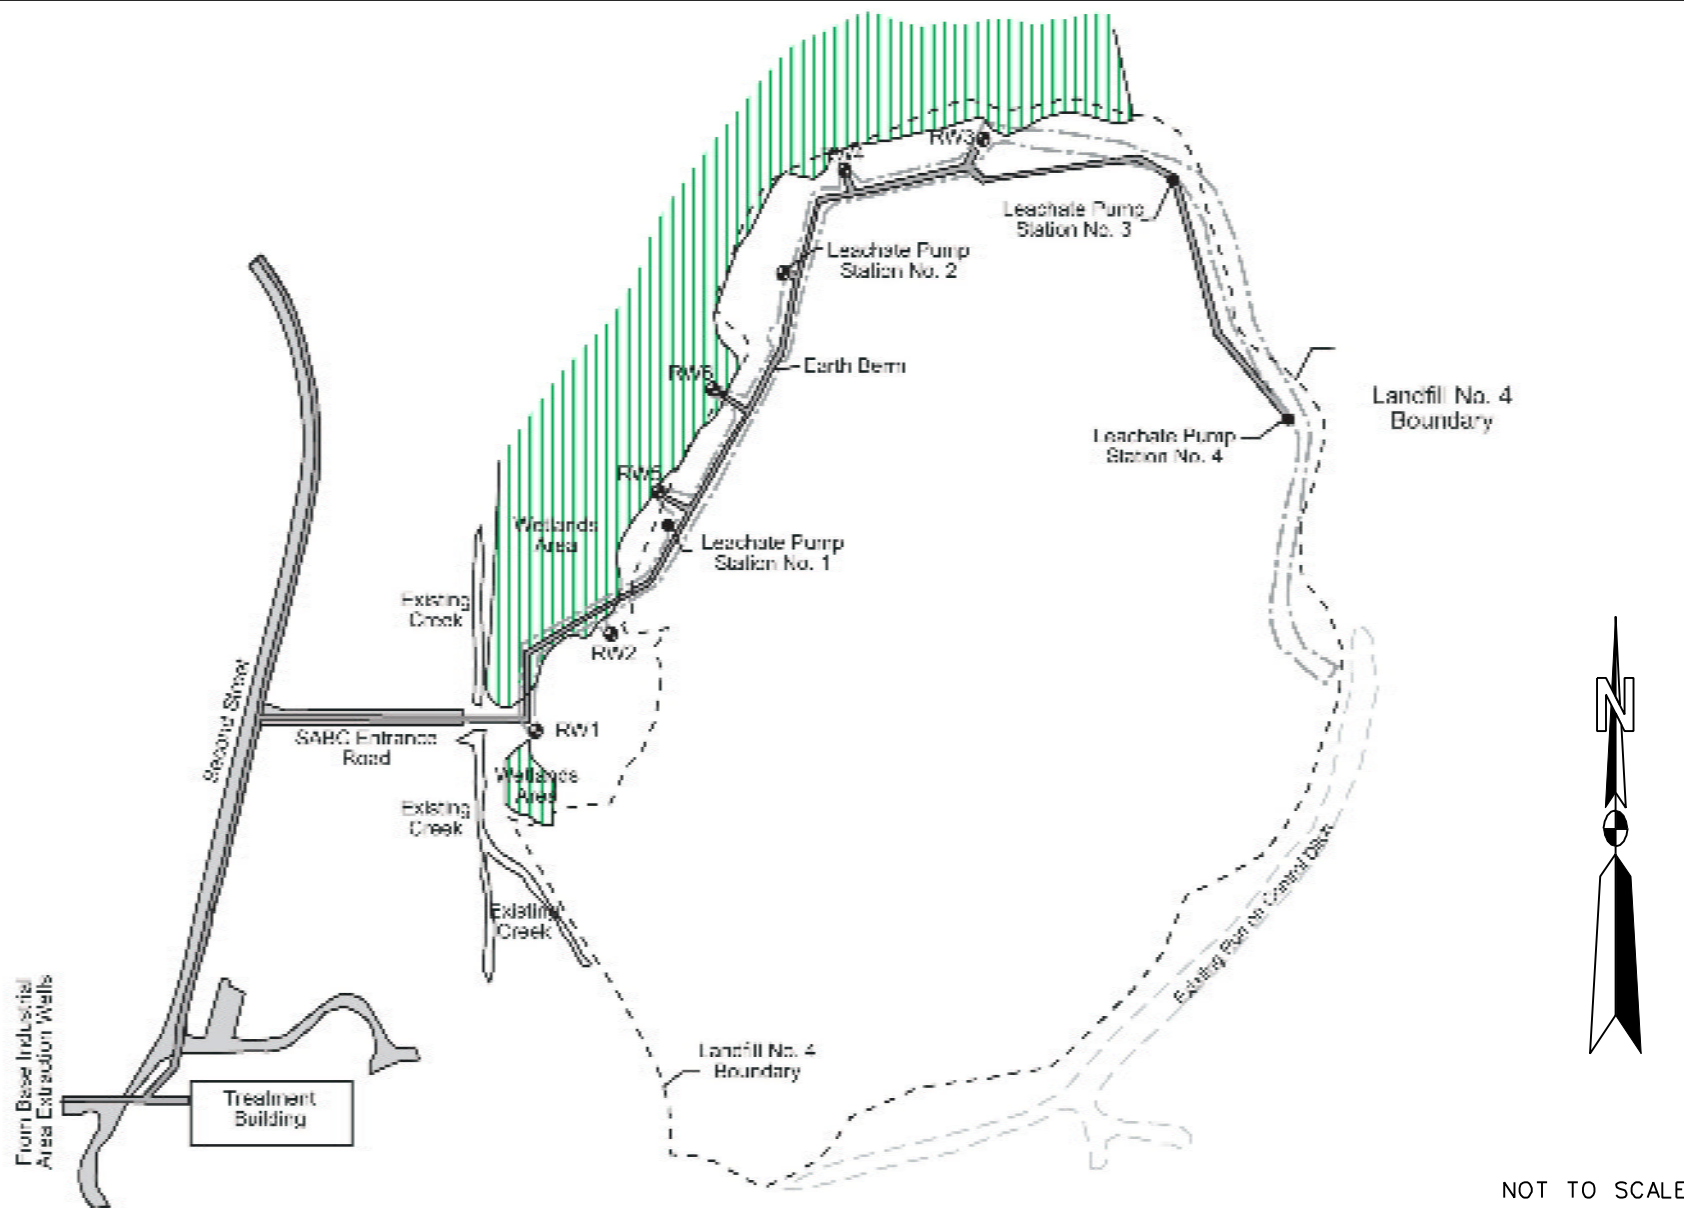 RW3
RW4
Leachate Pump
Station No. 3
Leachate Pump
Station No. 2
Earth Berm
RW6
Landfill No. 4
Boundary
Leachate Pump
Station No. 4
RW5
Wetlands
Area
Leachate Pump
Station No. 1
Existing
Creek
RW2
N
Second Street
SABC Entrance
Road
RW1
Wetlands
Area
Existing
Creek
Existing
Creek
Existing Run on Control Ditch
From Base Industrial
Area Extraction Wells
Landfill No. 4
Boundary
Treatment
Building
NOT TO SCALE